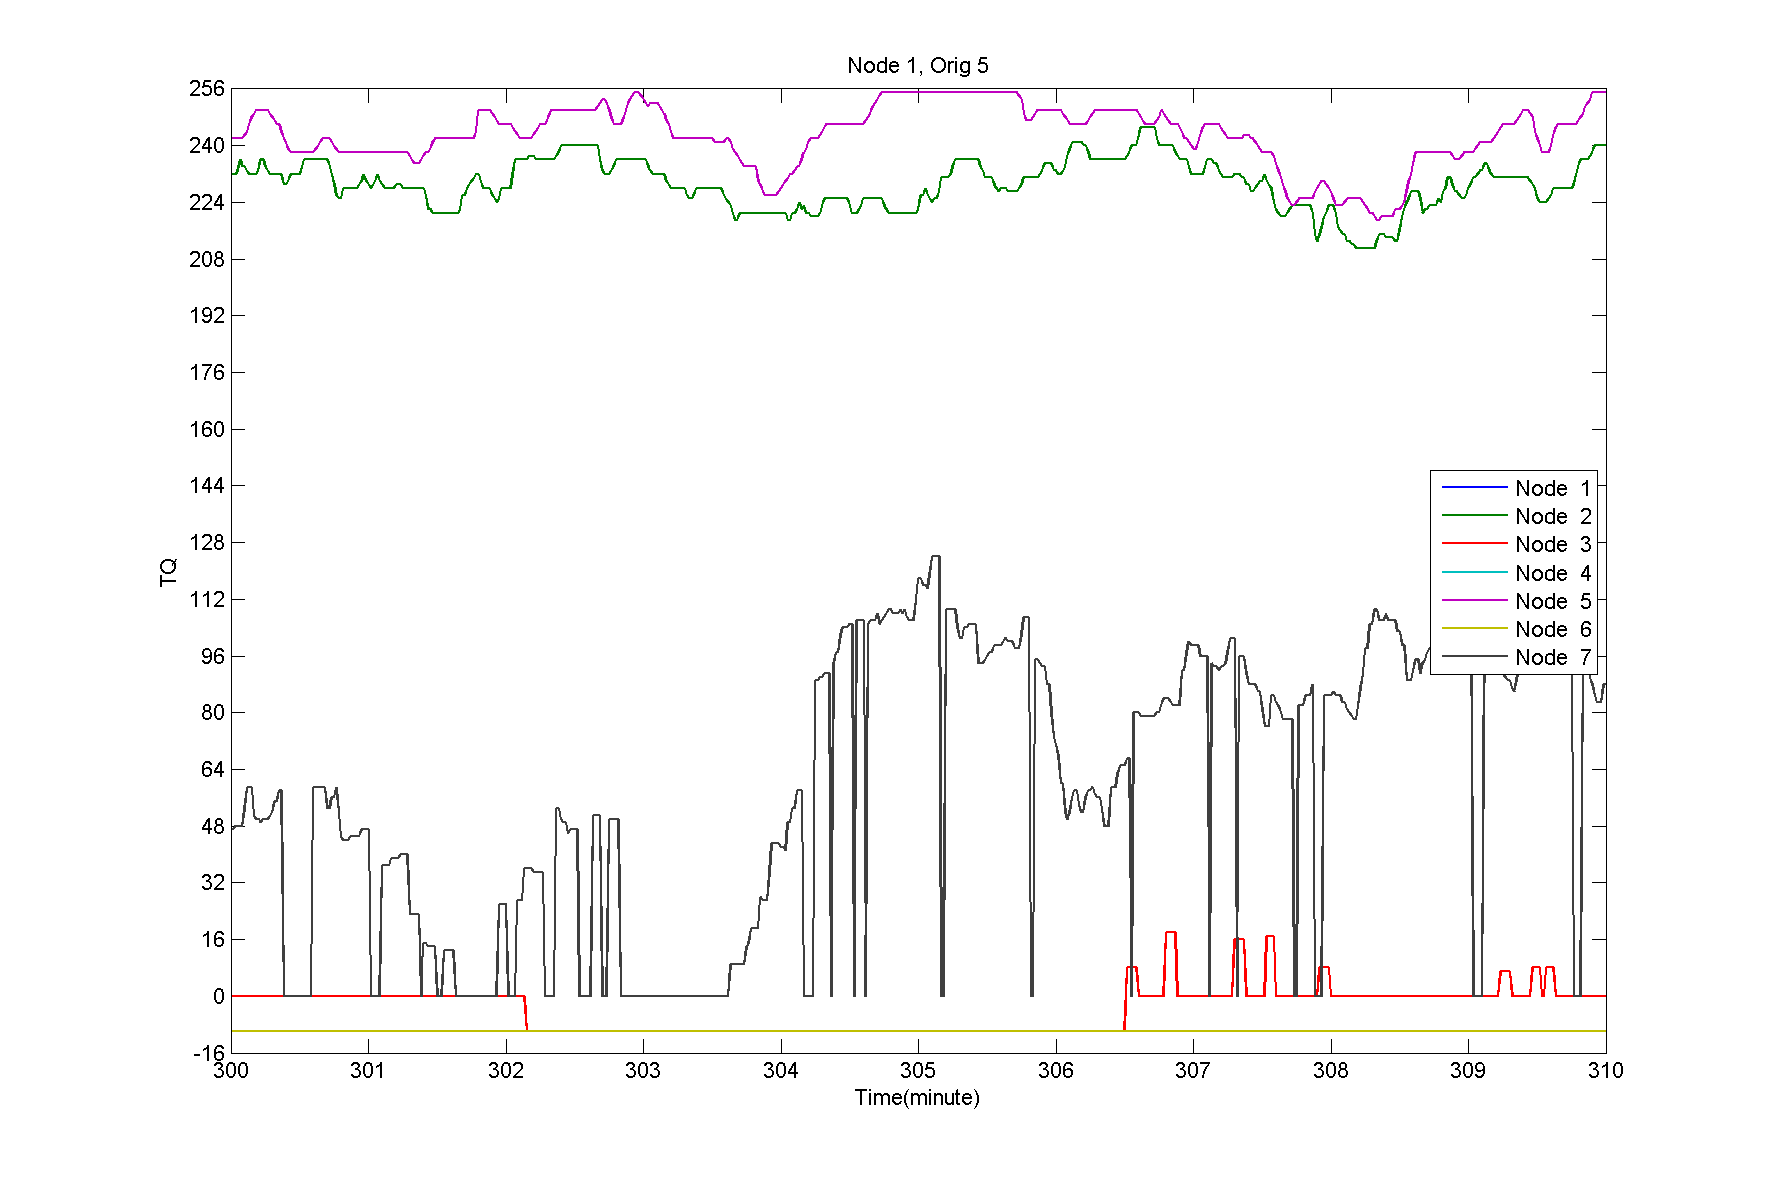 Node 1, Orig 5
256
240
224
208
192
176
160
144
128
112
96
80
64
48
32
16
0
-16
TQ
Node 1
Node 2
Node 3
Node 4
Node 5
Node 6
Node 7
300 301 302 303 304 305 306 307 308 309 310
Time(minute)